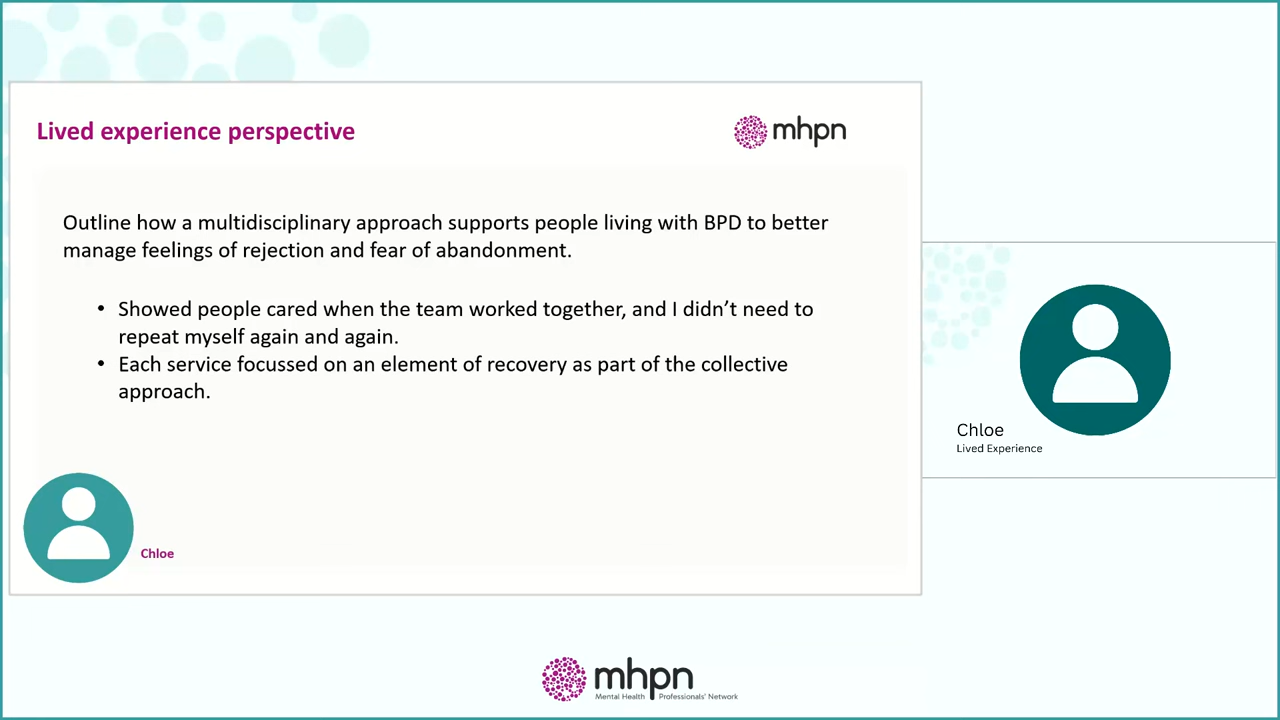 Lived experience perspective
mhpn
Outline how a multidisciplinary approach supports people living with BPD to better
manage feelings of rejection and fear of abandonment.
• Showed people cared when the team worked together, and I didn’t need to
repeat myself again and again.
• Each service focussed on an element of recovery as part of the collective
approach.
Chloe
Chloe
Lived Experience
mhpn
Mental Health Professionals' Network